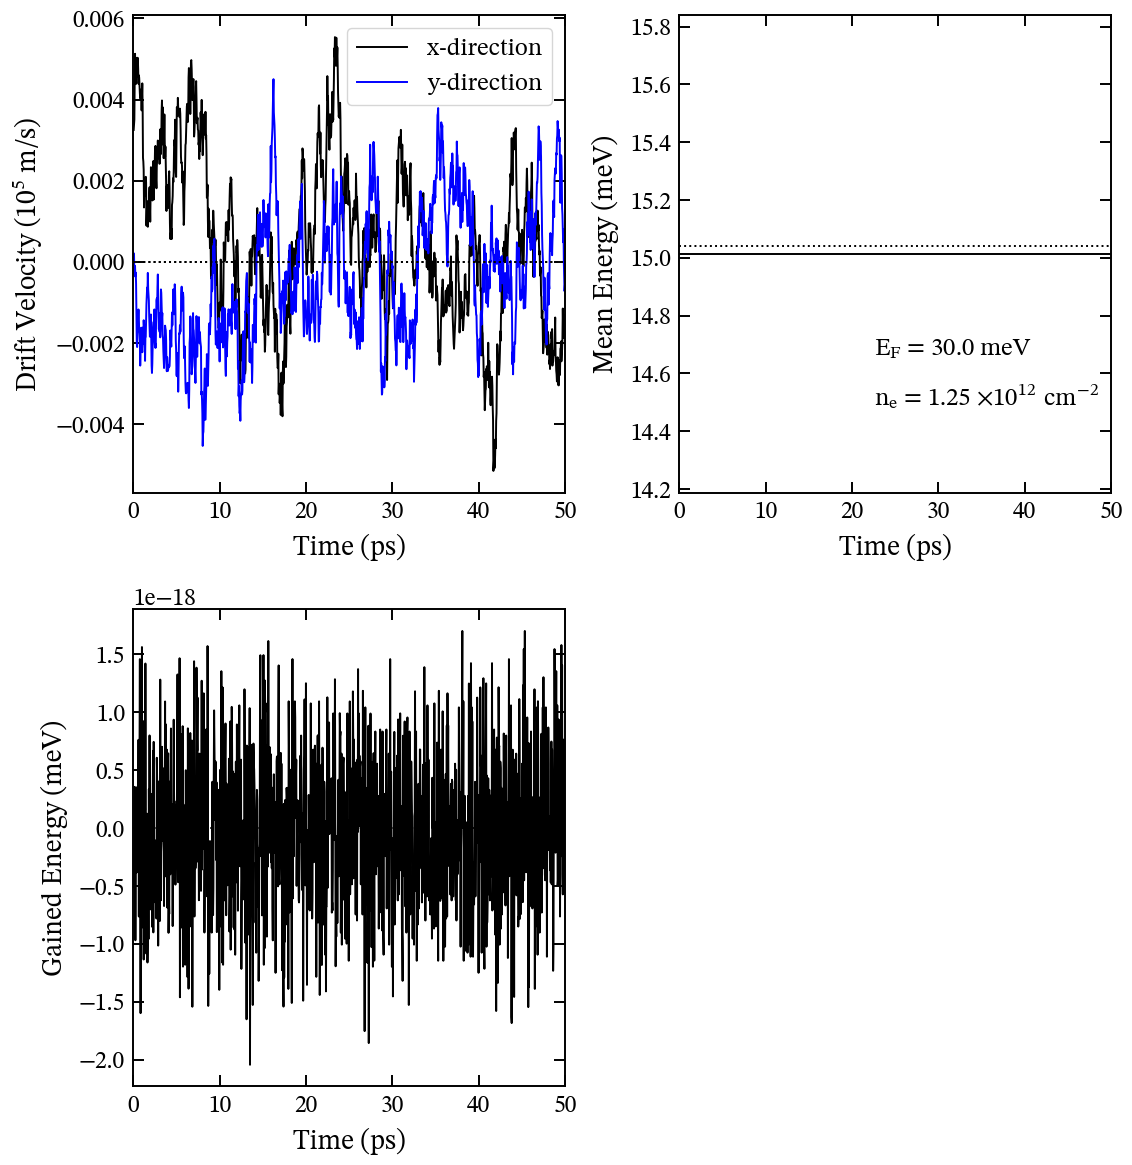 0.006
0.004
0.002
0.000
−0.002
−0.004
Drift Velocity (10⁵ m/s)
x-direction
y-direction
0 10 20 30 40 50
Time (ps)
15.8
15.6
15.4
15.2
15.0
14.8
14.6
14.4
14.2
Mean Energy (meV)
E_F = 30.0 meV
n_e = 1.25 ×10¹² cm⁻²
0 10 20 30 40 50
Time (ps)
1e−18
1.5
1.0
0.5
0.0
−0.5
−1.0
−1.5
−2.0
Gained Energy (meV)
0 10 20 30 40 50
Time (ps)